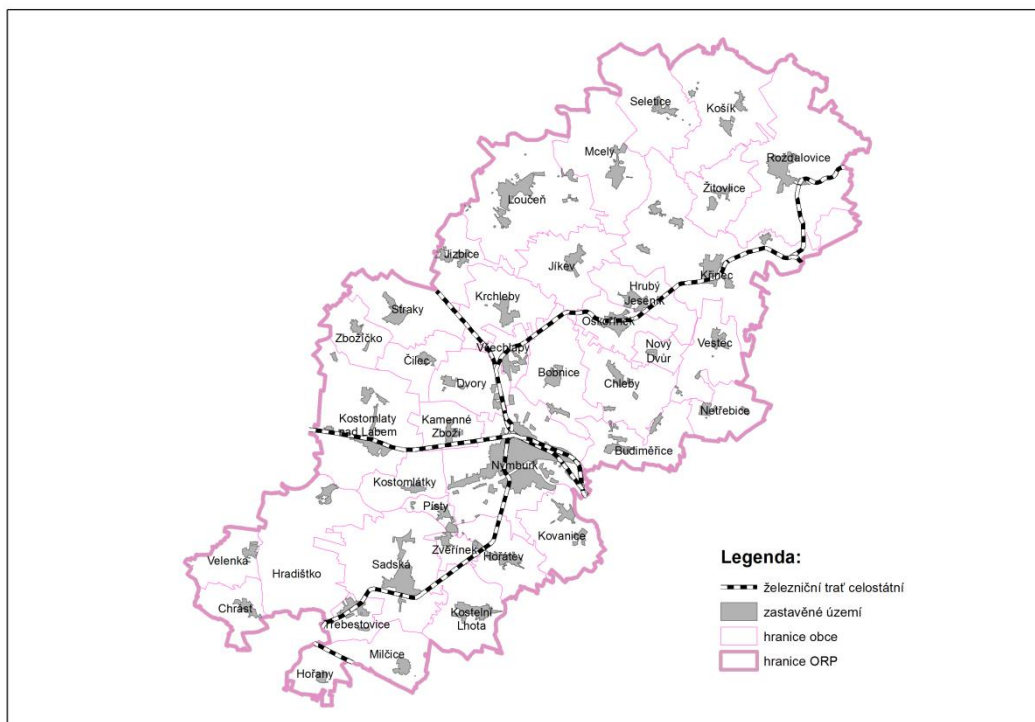 Seletice
Košík
Mcely
Rožďalovice
Žitovlice
Loučeň
Jizbice
Jíkev
Křinec
Hrubý
Jeseník
Krchleby
Straky
Oskořínek
Zbožíčko
Všechlapy
Nový
Dvůr
Vestec
Čilec
Dvory
Bobnice
Chleby
Netřebice
Kostomlaty
nad Labem
Kamenné
Zboží
Budiměřice
Nymburk
Kostomlátky
Písty
Kovanice
Zvěřínek
Hořátev
Velenka
Hradištko
Sadská
Chrást
Třebestovice
Kostelní
Lhota
Milčice
Hořany
Legenda:
železniční trať celostátní
zastavěné území
hranice obce
hranice ORP